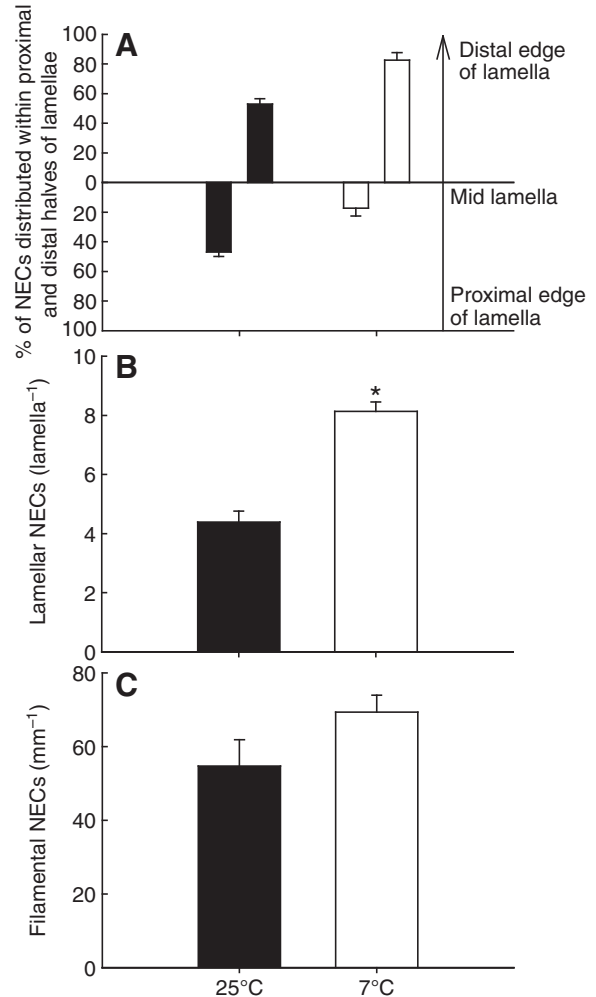 A
% of NECs distributed within proximal
and distal halves of lamellae
100
80
60
40
20
0
20
40
60
80
100
Distal edge
of lamella
Mid lamella
Proximal edge
of lamella
B
Lamellar NECs (lamella⁻¹)
10
8
6
4
2
0
*
C
Filamental NECs (mm⁻¹)
80
60
40
20
0
25°C
7°C